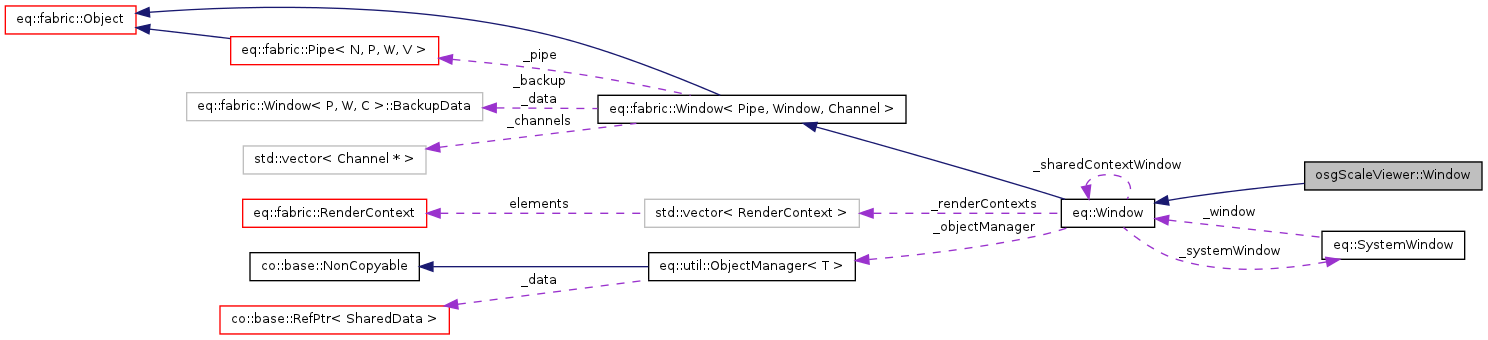 eq::fabric::Object
eq::fabric::Pipe< N, P, W, V >
_pipe
_backup
_data
eq::fabric::Window< P, W, C >::BackupData
eq::fabric::Window< Pipe, Window, Channel >
_channels
std::vector< Channel * >
_sharedContextWindow
osgScaleViewer::Window
eq::fabric::RenderContext
elements
std::vector< RenderContext >
_renderContexts
eq::Window
_window
_objectManager
eq::SystemWindow
_systemWindow
co::base::NonCopyable
eq::util::ObjectManager< T >
_data
co::base::RefPtr< SharedData >